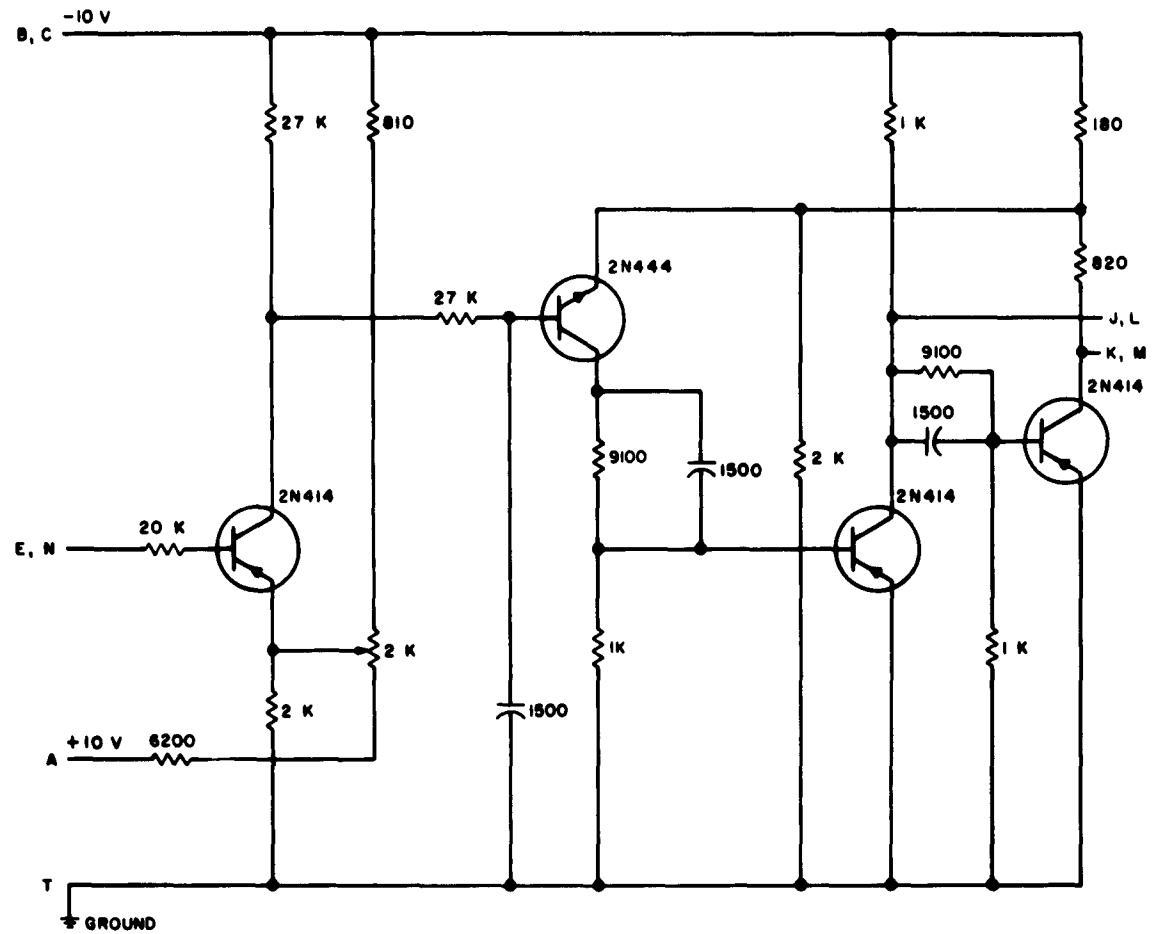 -10 V
B, C
27 K
810
1 K
180
2N444
820
27 K
J, L
9100
K, M
2N414
1500
9100
1500
2 K
2N414
2N414
20 K
E, N
2 K
1K
1 K
2 K
1500
+10 V
6200
A
T
GROUND